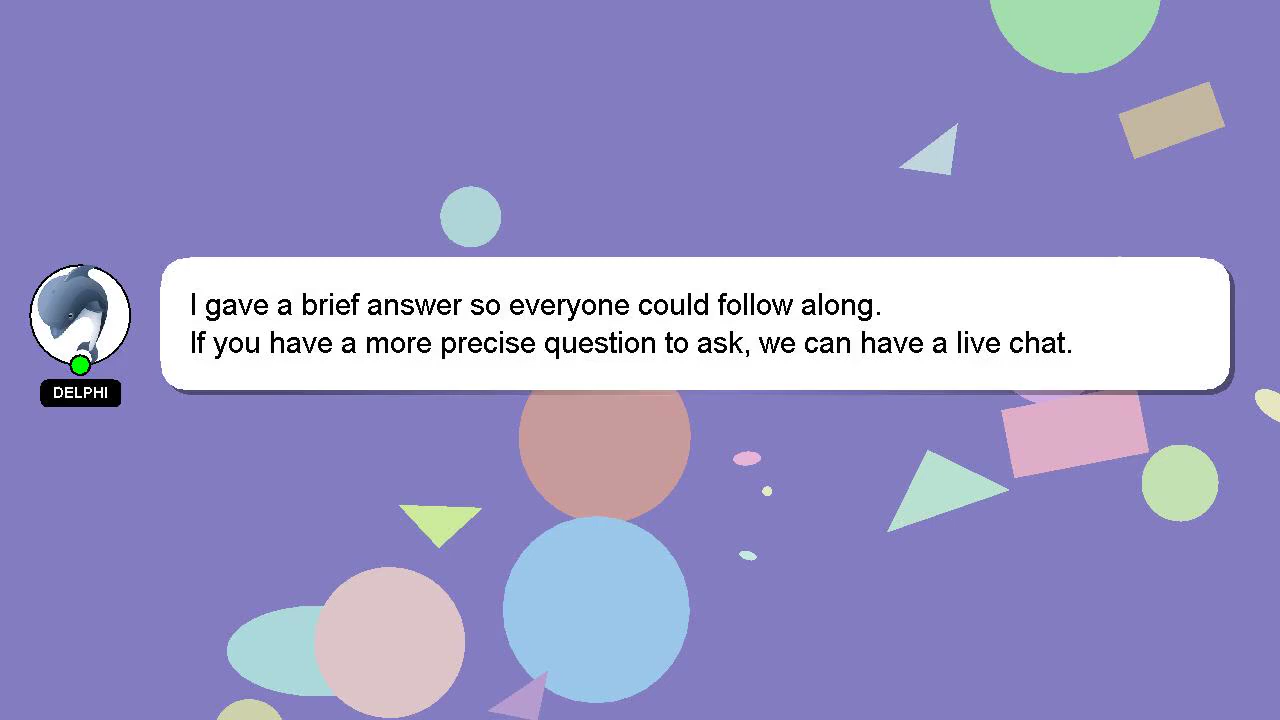 I gave a brief answer so everyone could follow along.
If you have a more precise question to ask, we can have a live chat.
DELPHI